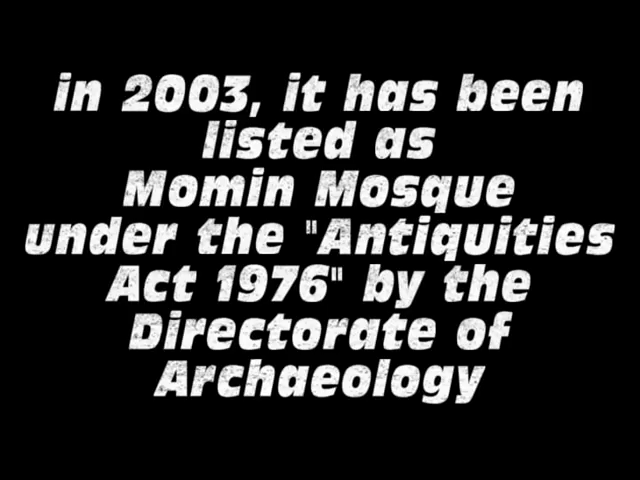 in 2003, it has been
listed as
Momin Mosque
under the "Antiquities
Act 1976" by the
Directorate of
Archaeology